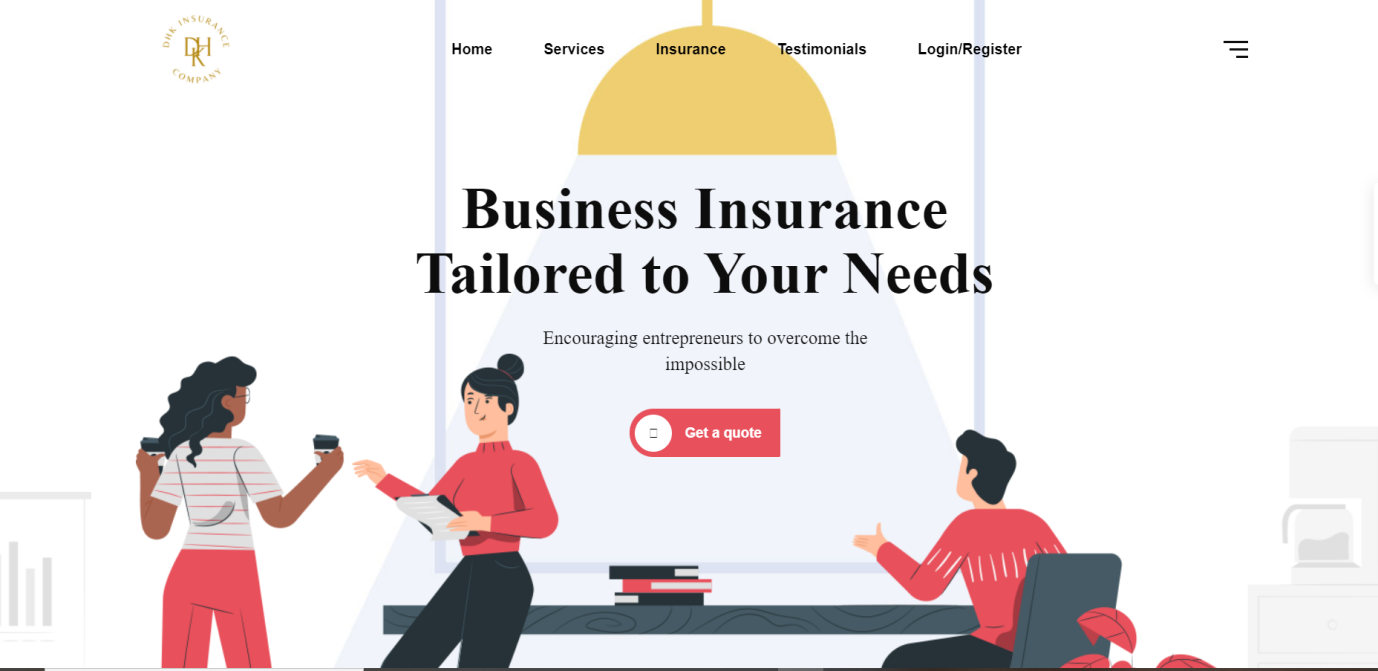 DHK INSURANCE
DHK
COMPANY
Home Services Insurance Testimonials Login/Register
Business Insurance
Tailored to Your Needs
Encouraging entrepreneurs to overcome the
impossible
Get a quote